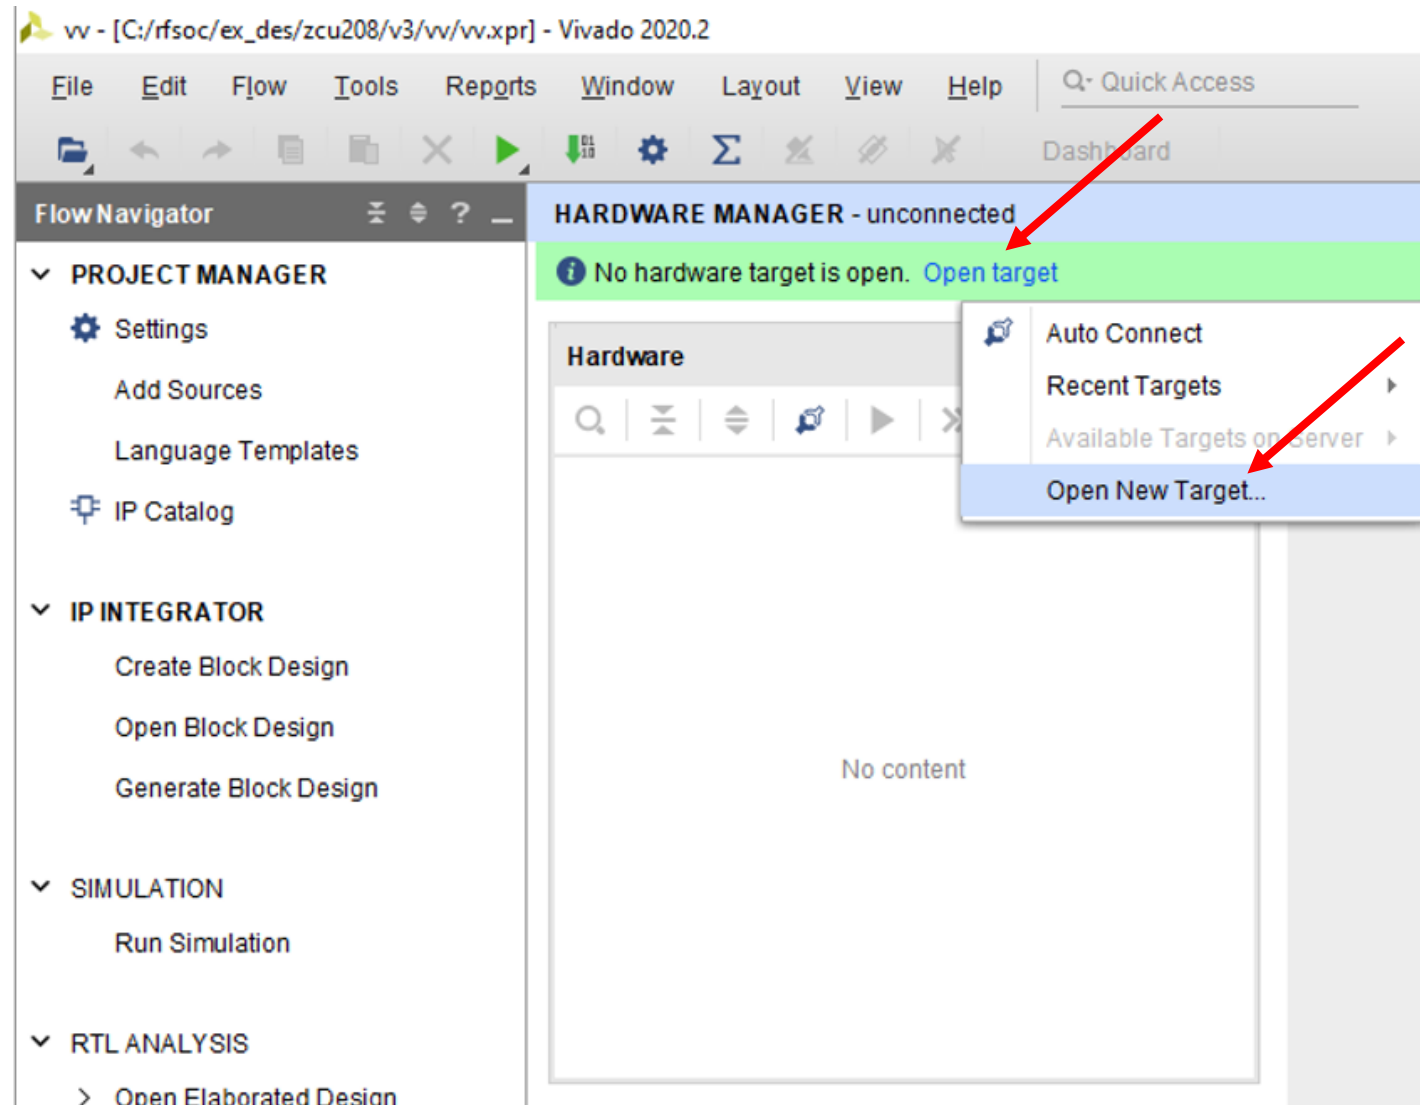 vv - [C:/rfsoc/ex_des/zcu208/v3/vv/vv.xpr] - Vivado 2020.2
File Edit Flow Tools Reports Window Layout View Help Quick Access
Dashboard
Flow Navigator ? HARDWARE MANAGER - unconnected
PROJECT MANAGER
No hardware target is open. Open target
Settings
Auto Connect
Hardware
Add Sources
Recent Targets
Language Templates
Available Targets on Server
IP Catalog
Open New Target...
IP INTEGRATOR
Create Block Design
Open Block Design
No content
Generate Block Design
SIMULATION
Run Simulation
RTL ANALYSIS
Open Elaborated Design